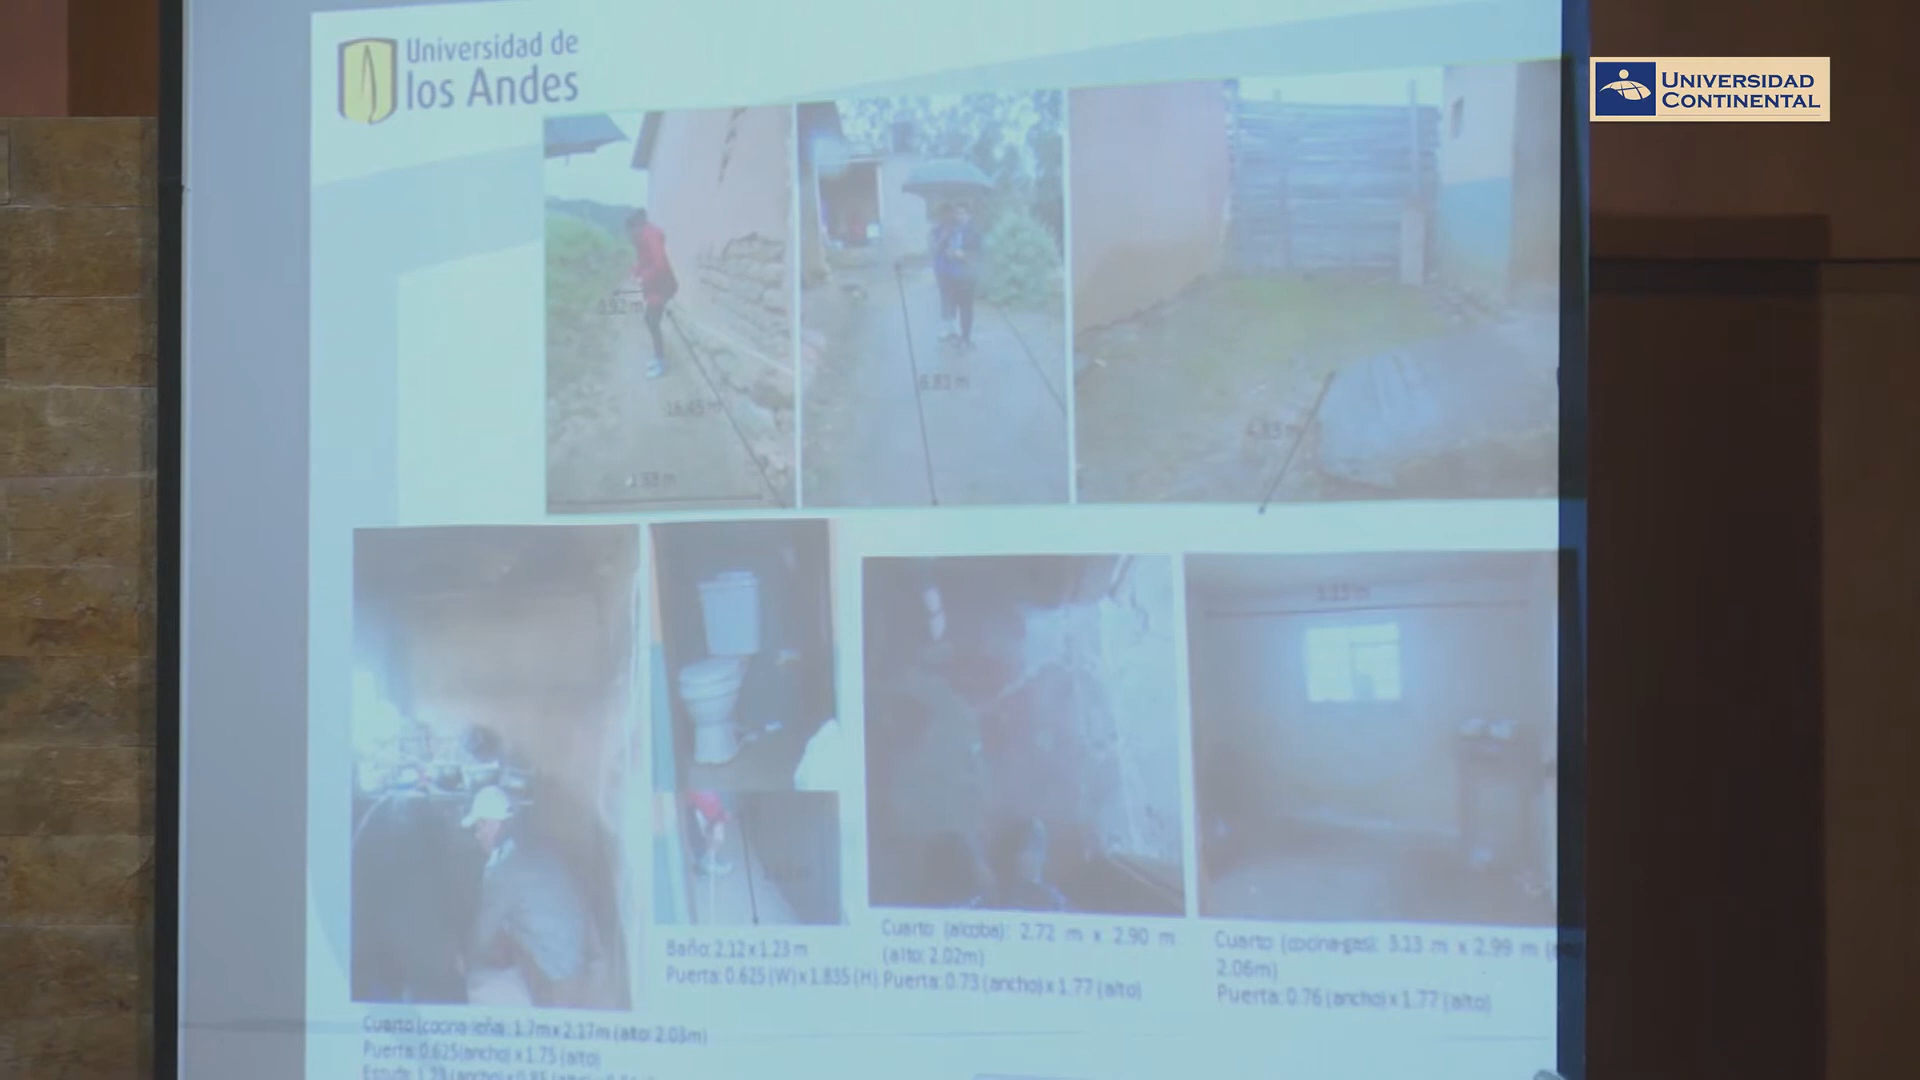 Universidad de
los Andes
UNIVERSIDAD
CONTINENTAL
6.81 m
Baño: 2.12 x 1.23 m
Puerta: 0.625 (W) x 1.835 (H)
Cuarto (alcoba): 2.72 m x 2.90 m
(alto: 2.02m)
Puerta: 0.73 (ancho) x 1.77 (alto)
Cuarto (cocina-gas): 3.13 m x 2.99 m
2.06m)
Puerta: 0.76 (ancho) x 1.77 (alto)
Cuarto (cocina leña: 1.7m x 2.17m (alto: 2.03m)
Puerta: 0.625(ancho) x 1.75 (alto)